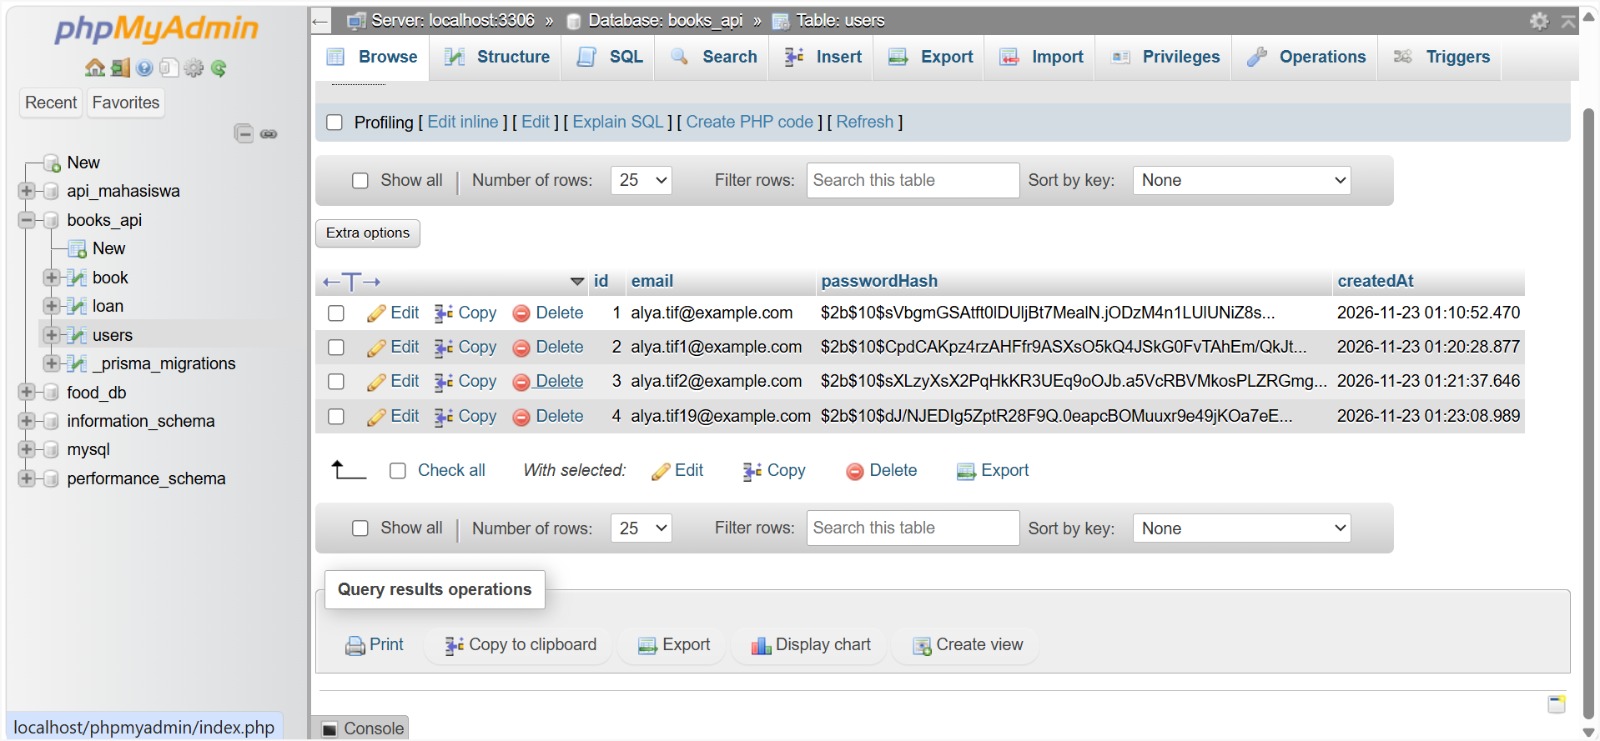 phpMyAdmin
Recent Favorites
New
api_mahasiswa
books_api
New
book
loan
users
_prisma_migrations
food_db
information_schema
mysql
performance_schema
localhost/phpmyadmin/index.php
Server: localhost:3306 » Database: books_api » Table: users
Browse Structure SQL Search Insert Export Import Privileges Operations Triggers
Profiling [ Edit inline ] [ Edit ] [ Explain SQL ] [ Create PHP code ] [ Refresh ]
Show all | Number of rows: 25 Filter rows: Search this table Sort by key: None
Extra options
←T→ id email passwordHash createdAt
Edit Copy Delete 1 alya.tif@example.com $2b$10$sVbgmGSAtft0lDUljBt7MealN.jODzM4n1LUlUNiZ8s... 2026-11-23 01:10:52.470
Edit Copy Delete 2 alya.tif1@example.com $2b$10$CpdCAKpz4rzAHFfr9ASXsO5kQ4JSkG0FvTAhEm/QkJt... 2026-11-23 01:20:28.877
Edit Copy Delete 3 alya.tif2@example.com $2b$10$sXLzyXsX2PqHkKR3UEq9oOJb.a5VcRBVMkosPLZRGmg... 2026-11-23 01:21:37.646
Edit Copy Delete 4 alya.tif19@example.com $2b$10$dJ/NJEDIg5ZptR28F9Q.0eapcBOMuuxr9e49jKOa7eE... 2026-11-23 01:23:08.989
Check all With selected: Edit Copy Delete Export
Show all | Number of rows: 25 Filter rows: Search this table Sort by key: None
Query results operations
Print Copy to clipboard Export Display chart Create view
Console